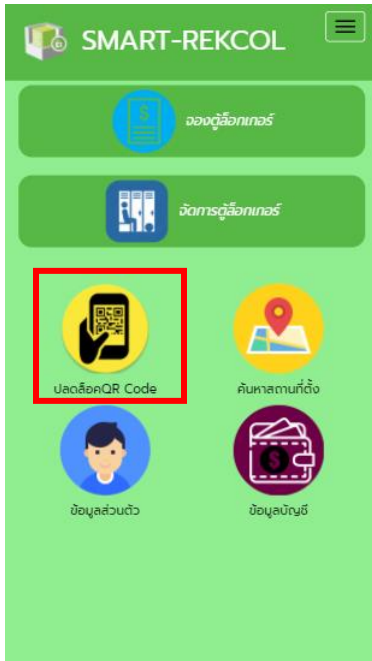 SMART-REKCOL
จองตู้ล็อกเกอร์
จัดการตู้ล็อกเกอร์
ปลดล็อคQR Code
ค้นหาสถานที่ตั้ง
ข้อมูลส่วนตัว
ข้อมูลบัญชี